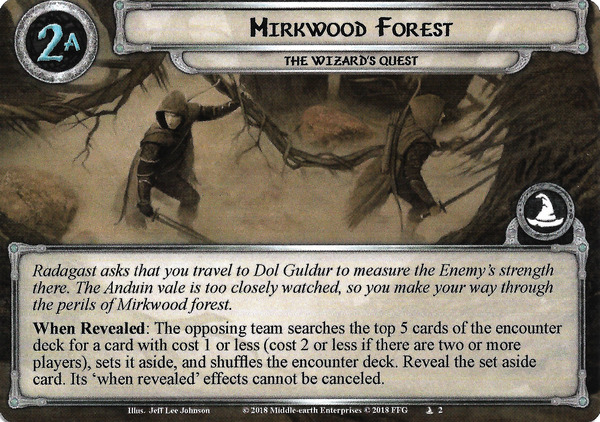 2A
MIRKWOOD FOREST
THE WIZARD'S QUEST
Radagast asks that you travel to Dol Guldur to measure the Enemy's strength
there. The Anduin vale is too closely watched, so you make your way through
the perils of Mirkwood forest.
When Revealed: The opposing team searches the top 5 cards of the encounter
deck for a card with cost 1 or less (cost 2 or less if there are two or more
players), sets it aside, and shuffles the encounter deck. Reveal the set aside
card. Its ‘when revealed’ effects cannot be canceled.
Illus. Jeff Lee Johnson © 2018 Middle-earth Enterprises © 2018 FFG 2